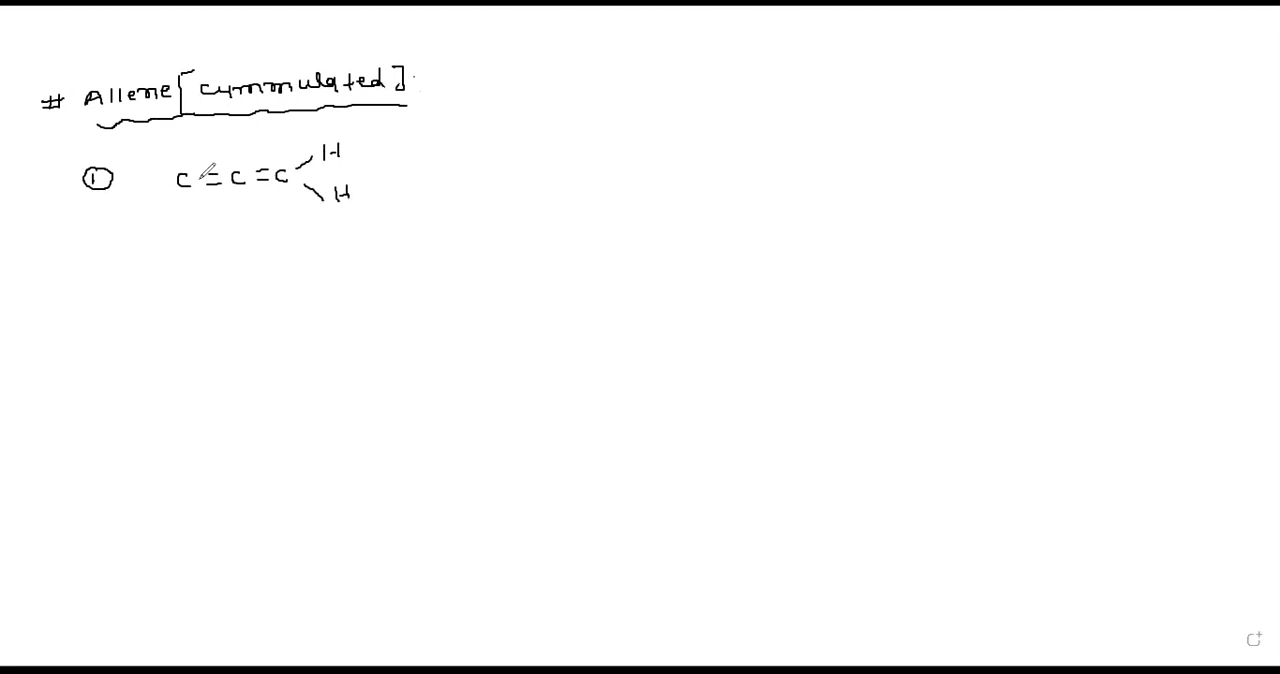 # Allene [cummulated]
① C=C=C
H
H